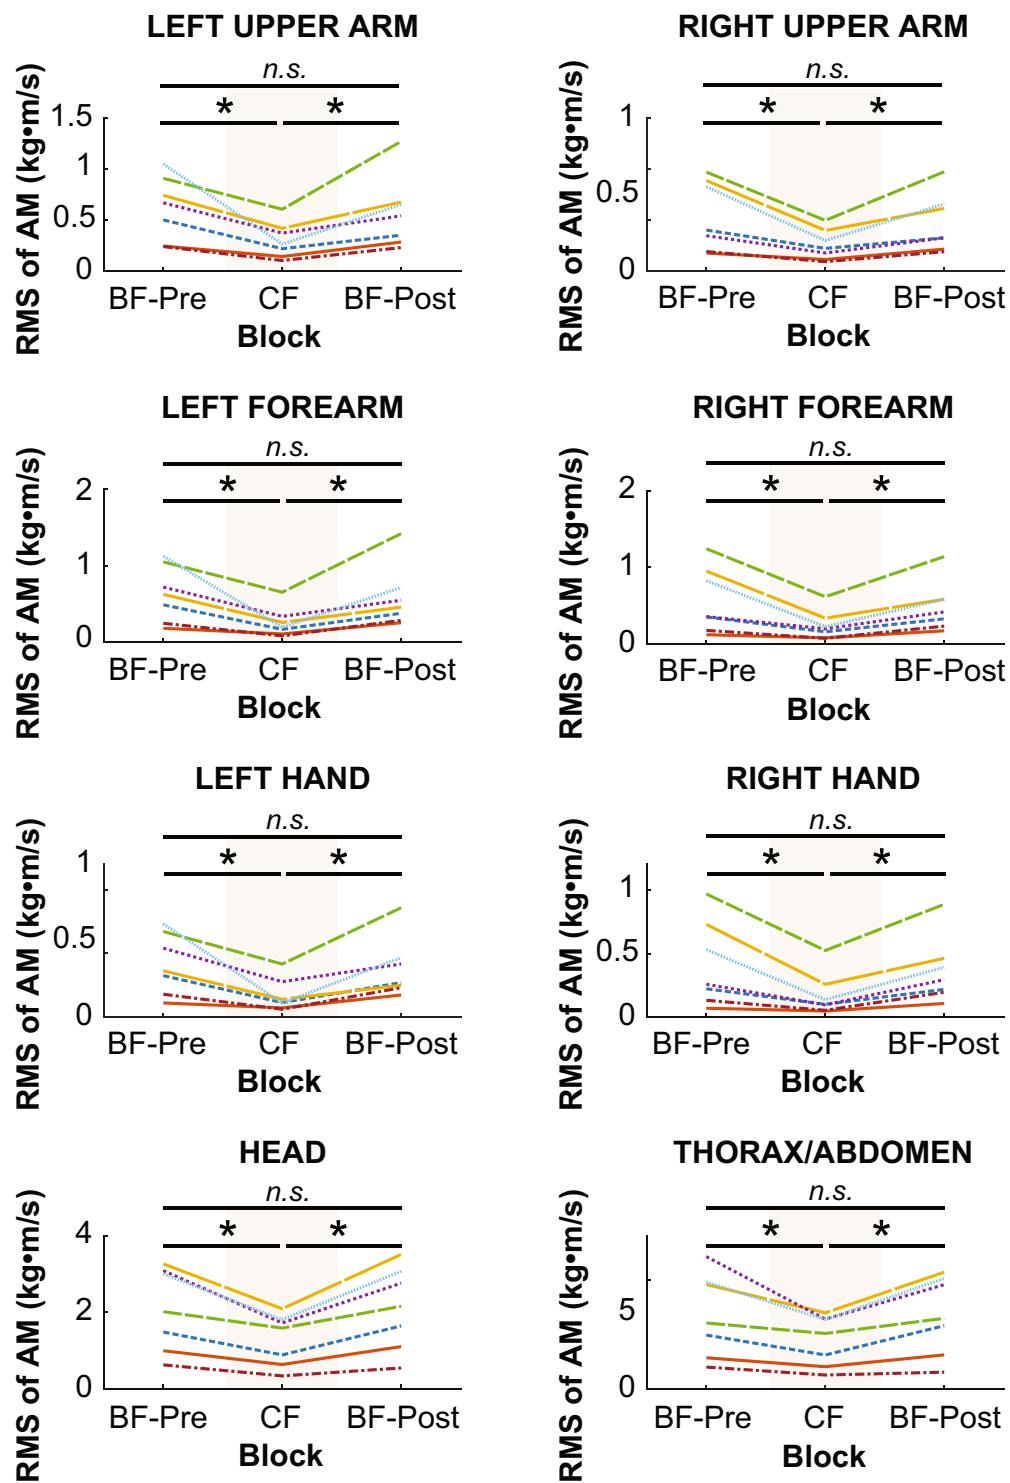 LEFT UPPER ARM
n.s.
* *
RMS of AM (kg•m/s)
1.5
1
0.5
0
BF-Pre CF BF-Post
Block
RIGHT UPPER ARM
n.s.
* *
RMS of AM (kg•m/s)
1
0.5
0
BF-Pre CF BF-Post
Block
LEFT FOREARM
n.s.
* *
RMS of AM (kg•m/s)
2
1
0
BF-Pre CF BF-Post
Block
RIGHT FOREARM
n.s.
* *
RMS of AM (kg•m/s)
2
1
0
BF-Pre CF BF-Post
Block
LEFT HAND
n.s.
* *
RMS of AM (kg•m/s)
1
0.5
0
BF-Pre CF BF-Post
Block
RIGHT HAND
n.s.
* *
RMS of AM (kg•m/s)
1
0.5
0
BF-Pre CF BF-Post
Block
HEAD
n.s.
* *
RMS of AM (kg•m/s)
4
2
0
BF-Pre CF BF-Post
Block
THORAX/ABDOMEN
n.s.
* *
RMS of AM (kg•m/s)
5
0
BF-Pre CF BF-Post
Block